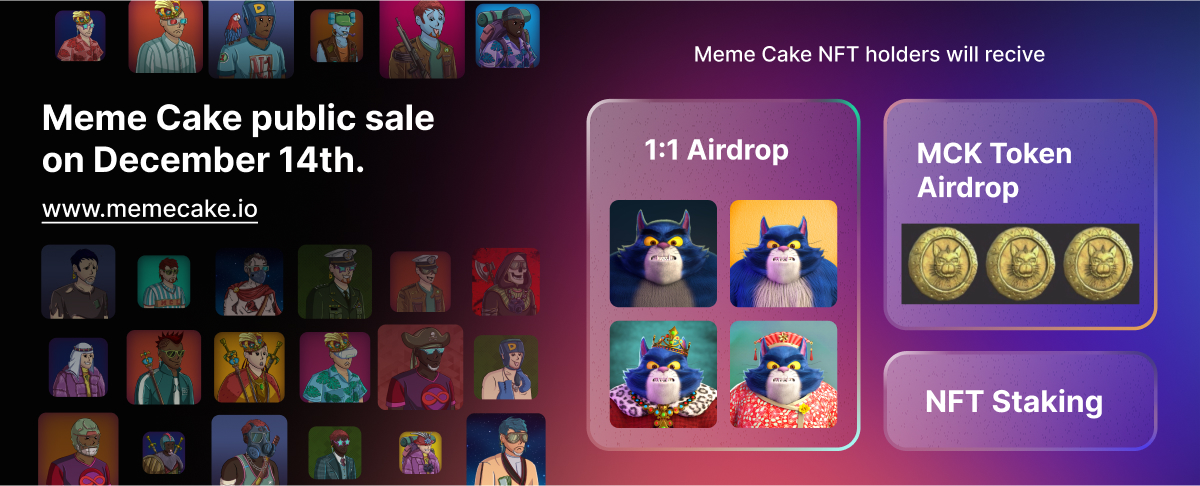 Meme Cake public sale
on December 14th.
www.memecake.io
Meme Cake NFT holders will recive
1:1 Airdrop
MCK Token
Airdrop
NFT Staking